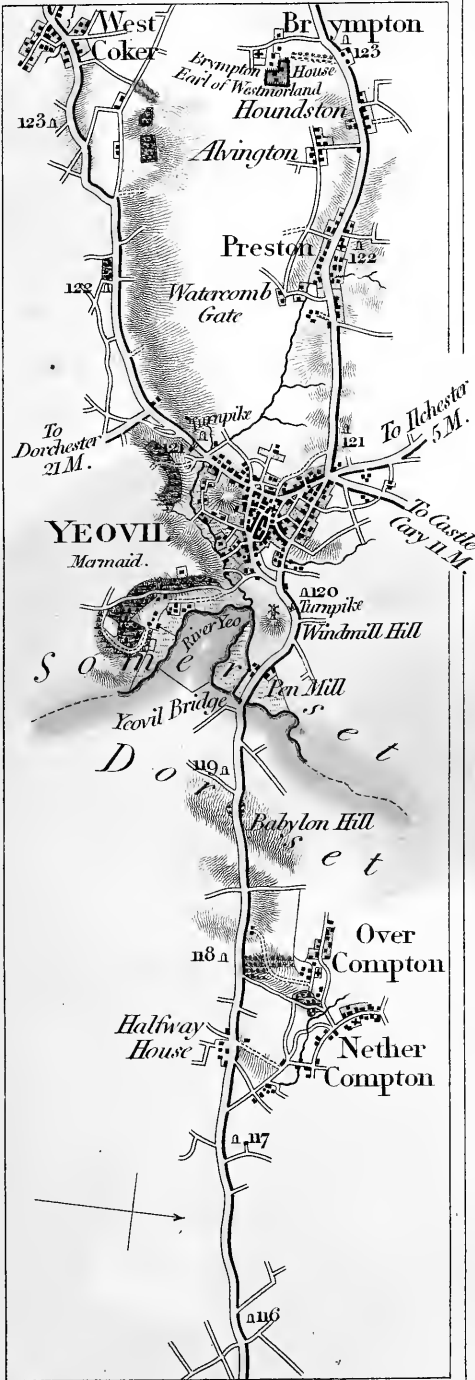 West
Coker
Brympton
123
Brympton House
Earl of Westmorland
Houndston
123
Alvington
Preston
122
122
Watercomb
Gate
Turnpike
121
121
To Ilchester
5 M.
To
Dorchester
21 M.
To Castle
Cary 11 M.
YEOVIL
Mermaid.
120
Turnpike
Windmill Hill
River Yeo
Somerset
Pen Mill
Yeovil Bridge
Dorset
119
Babylon Hill
118
Over
Compton
Halfway
House
Nether
Compton
117
116